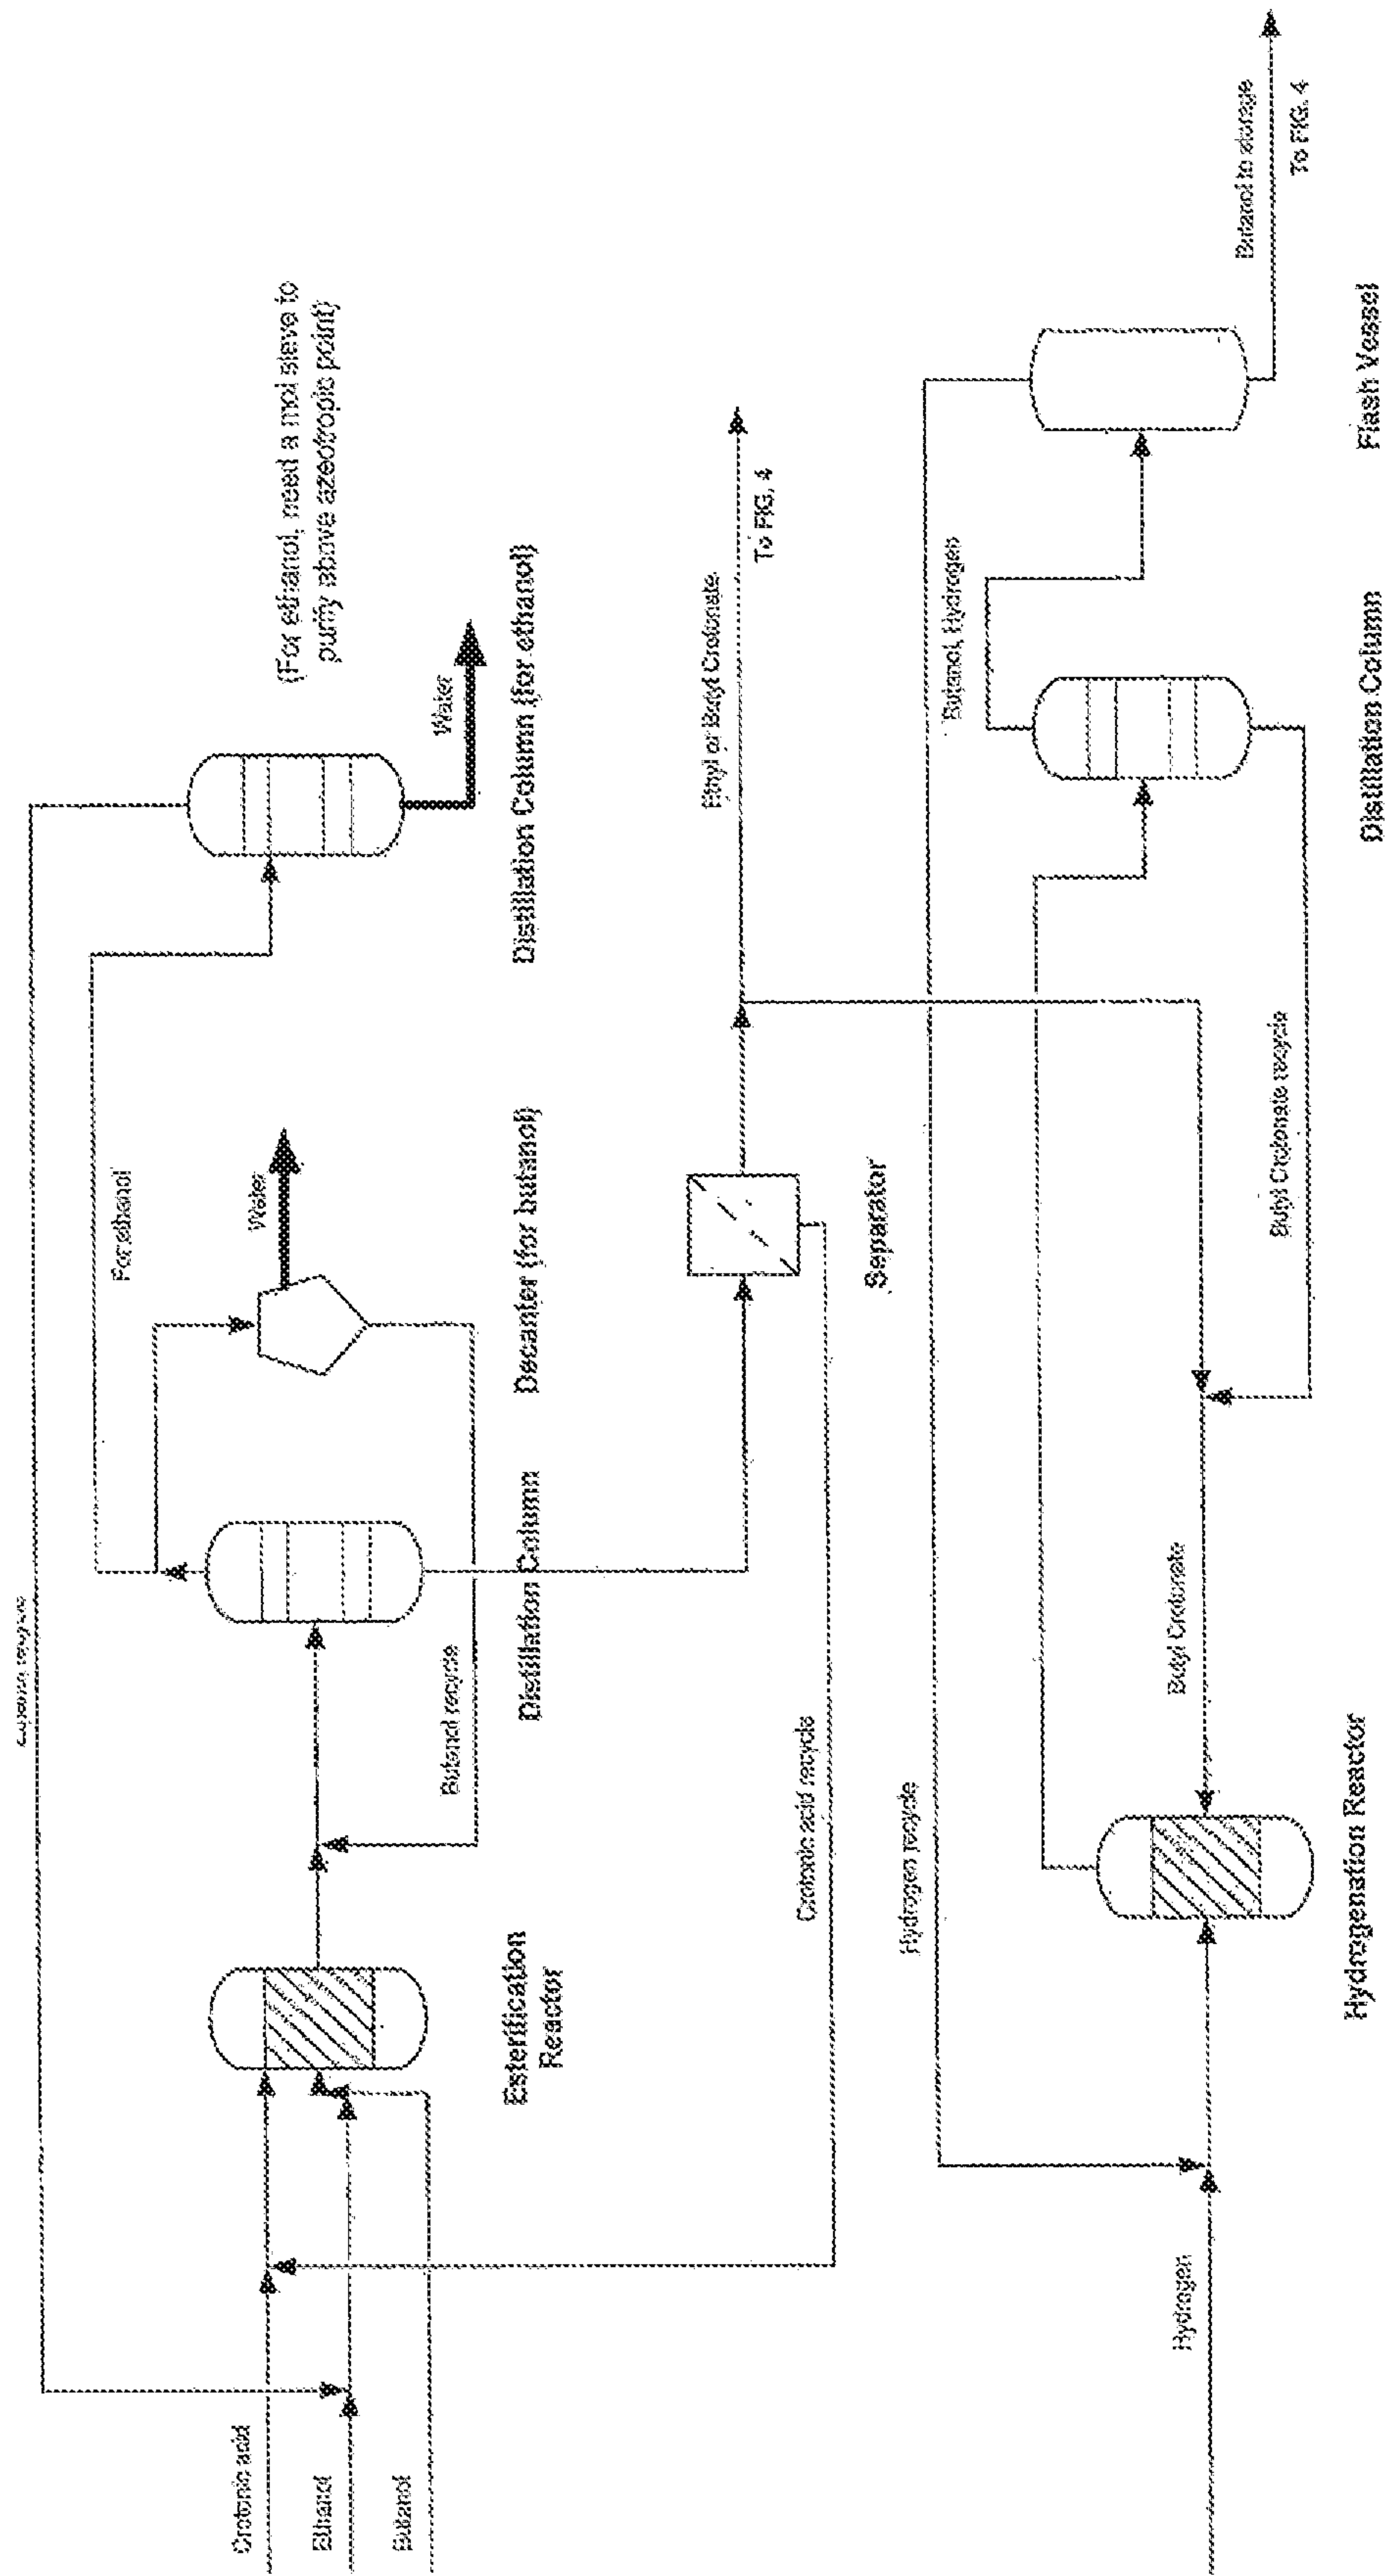 Ethanol recycle
(For ethanol, need a mol sieve to
purify above azeotropic point)
For ethanol
Water
Water
Crotonic acid
Ethanol
Butanol
Butanol recycle
Esterification
Reactor
Distillation Column
Decanter (for butanol)
Distillation Column (for ethanol)
Ethyl or Butyl Crotonate
To FIG. 4
Crotonic acid recycle
Separator
Hydrogen recycle
Butanol, Hydrogen
Hydrogen
Butyl Crotonate
Butyl Crotonate recycle
Butanol to storage
To FIG. 4
Hydrogenation Reactor
Distillation Column
Flash Vessel